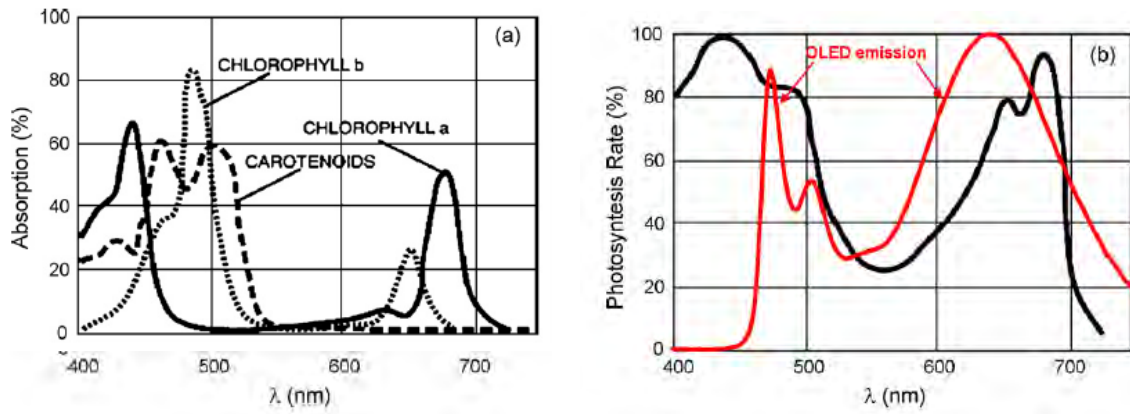 (a)
CHLOROPHYLL b
CHLOROPHYLL a
CAROTENOIDS
Absorption (%)
100
80
60
40
20
0
400
500
600
700
λ (nm)
(b)
OLED emission
Photosyntesis Rate (%)
100
80
60
40
20
0
400
500
600
700
λ (nm)